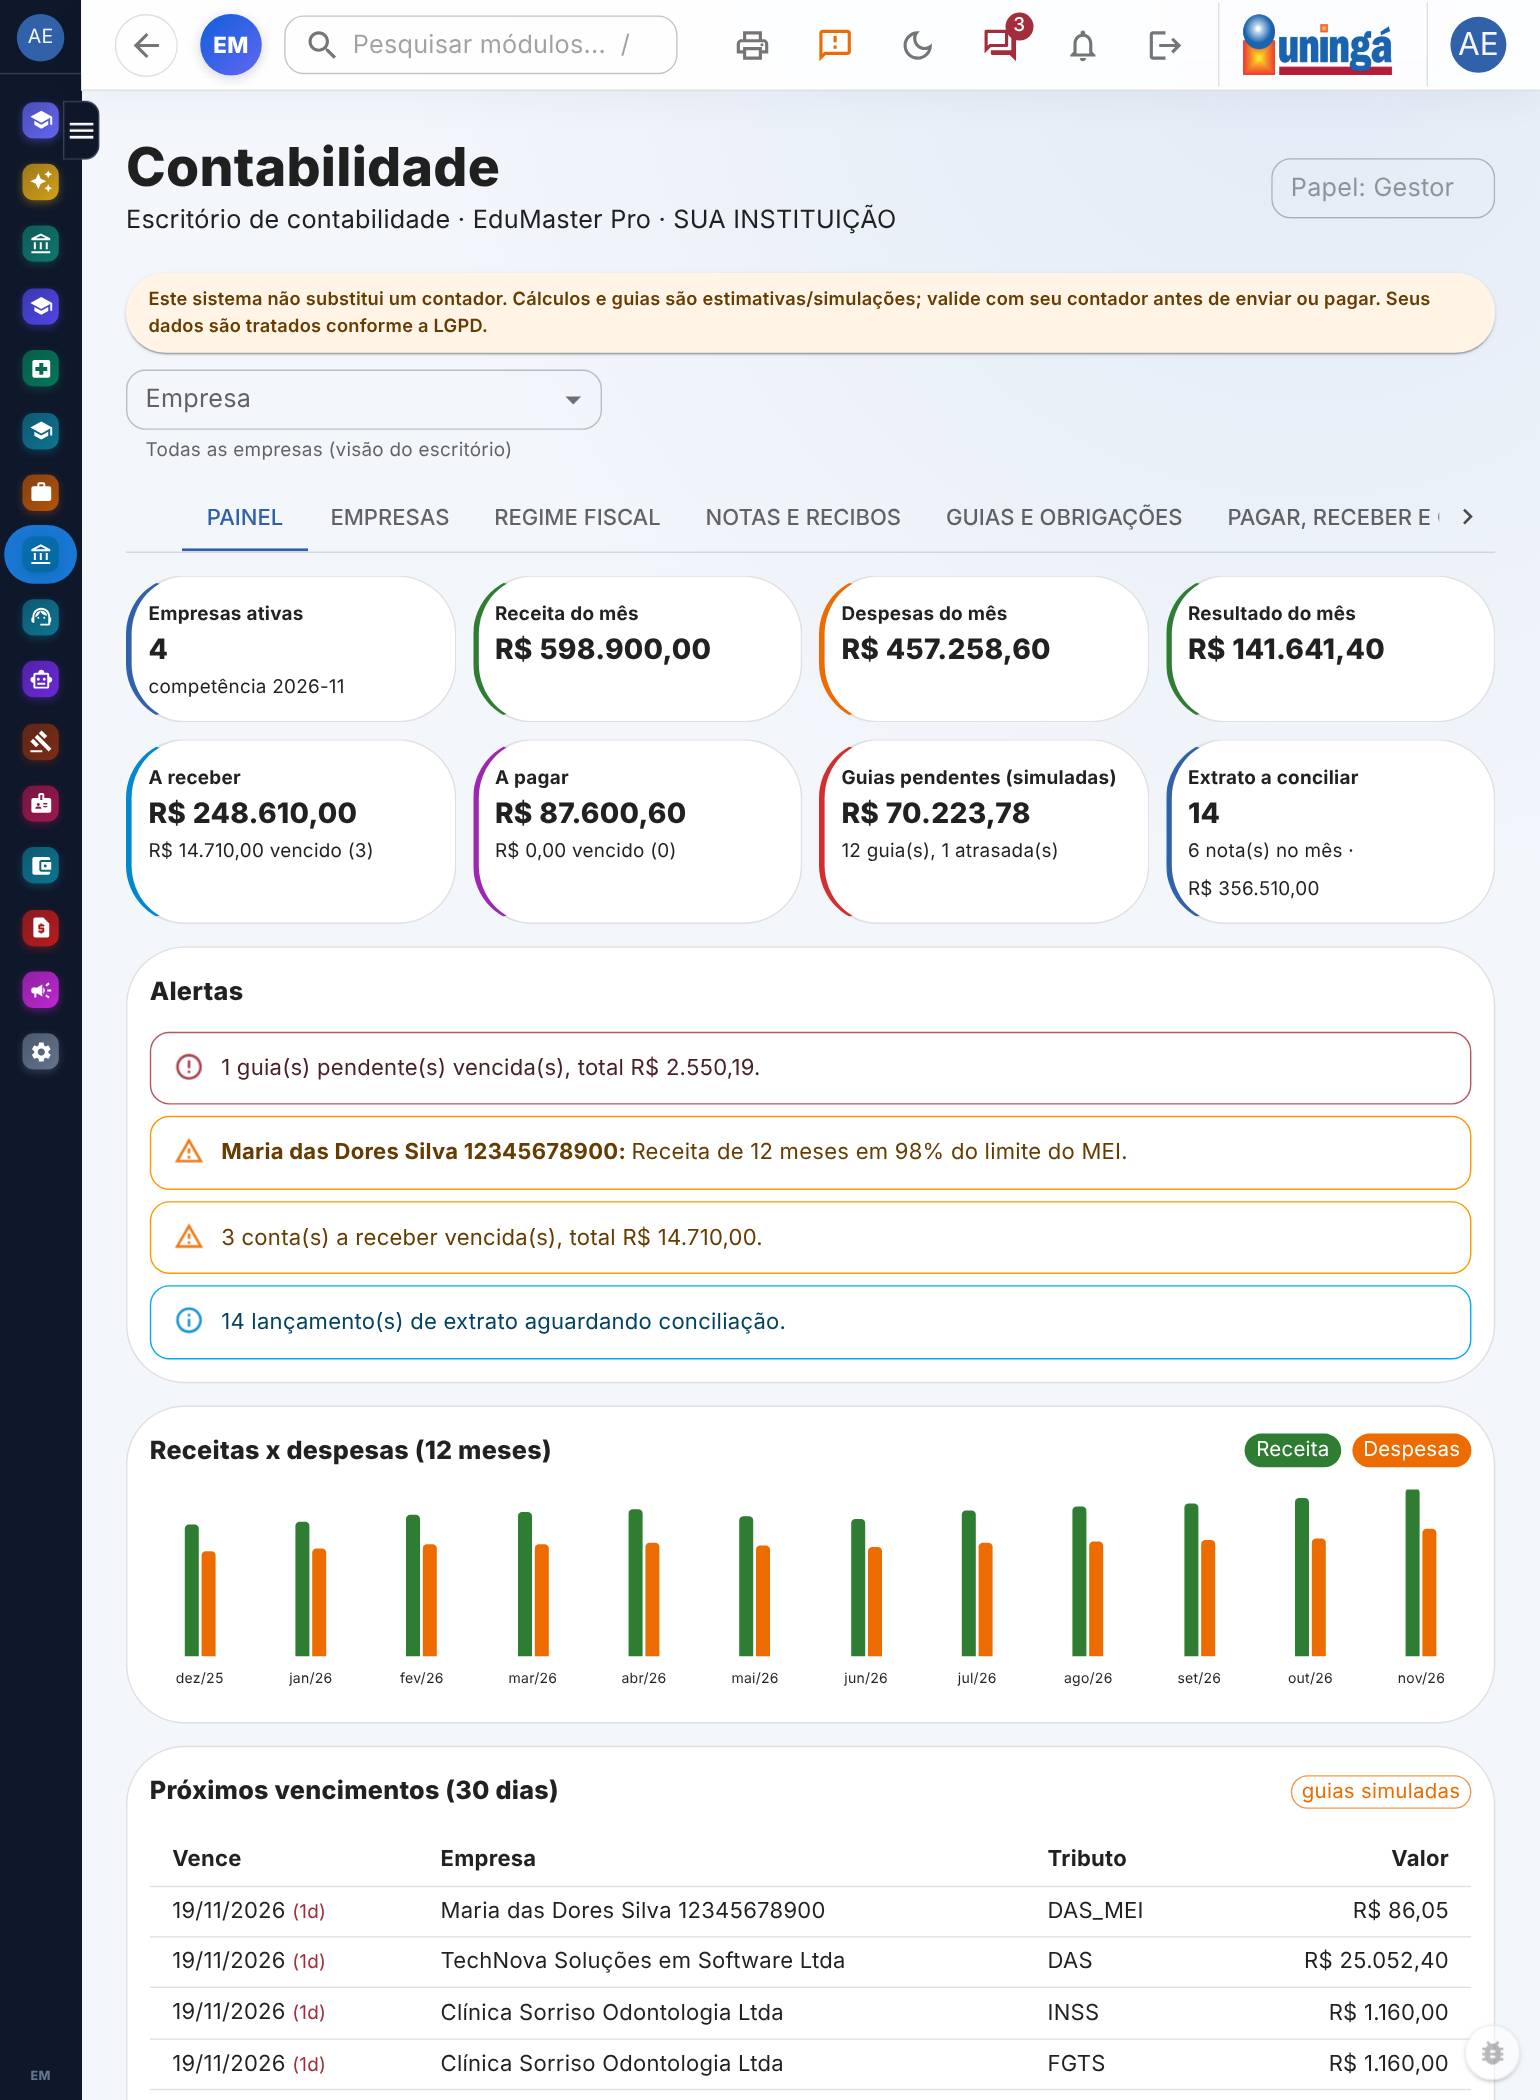 AE
EM
Pesquisar módulos... /
3
uningá
AE
Contabilidade
Escritório de contabilidade · EduMaster Pro · SUA INSTITUIÇÃO
Papel: Gestor
Este sistema não substitui um contador. Cálculos e guias são estimativas/simulações; valide com seu contador antes de enviar ou pagar. Seus
dados são tratados conforme a LGPD.
Empresa
Todas as empresas (visão do escritório)
PAINEL EMPRESAS REGIME FISCAL NOTAS E RECIBOS GUIAS E OBRIGAÇÕES PAGAR, RECEBER E
Empresas ativas
4
competência 2026-11
Receita do mês
R$ 598.900,00
Despesas do mês
R$ 457.258,60
Resultado do mês
R$ 141.641,40
A receber
R$ 248.610,00
R$ 14.710,00 vencido (3)
A pagar
R$ 87.600,60
R$ 0,00 vencido (0)
Guias pendentes (simuladas)
R$ 70.223,78
12 guia(s), 1 atrasada(s)
Extrato a conciliar
14
6 nota(s) no mês ·
R$ 356.510,00
Alertas
1 guia(s) pendente(s) vencida(s), total R$ 2.550,19.
Maria das Dores Silva 12345678900: Receita de 12 meses em 98% do limite do MEI.
3 conta(s) a receber vencida(s), total R$ 14.710,00.
14 lançamento(s) de extrato aguardando conciliação.
Receitas x despesas (12 meses)
Receita Despesas
dez/25 jan/26 fev/26 mar/26 abr/26 mai/26 jun/26 jul/26 ago/26 set/26 out/26 nov/26
Próximos vencimentos (30 dias)
guias simuladas
Vence Empresa Tributo Valor
19/11/2026 (1d) Maria das Dores Silva 12345678900 DAS_MEI R$ 86,05
19/11/2026 (1d) TechNova Soluções em Software Ltda DAS R$ 25.052,40
19/11/2026 (1d) Clínica Sorriso Odontologia Ltda INSS R$ 1.160,00
19/11/2026 (1d) Clínica Sorriso Odontologia Ltda FGTS R$ 1.160,00
EM